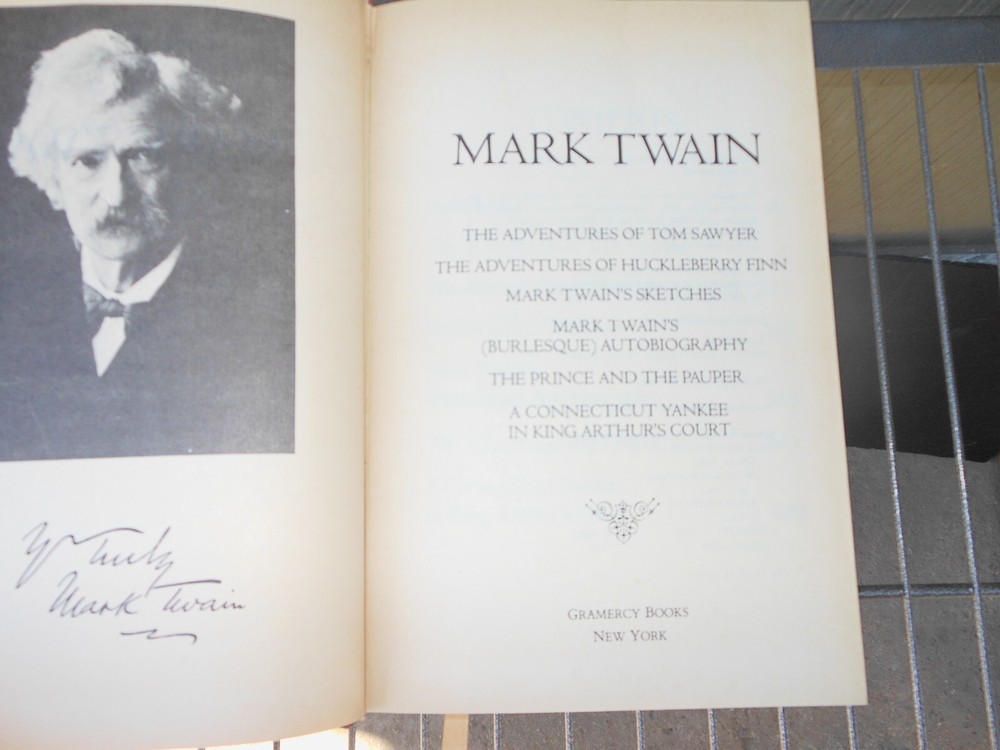 Yrs Truly
Mark Twain
MARK TWAIN
THE ADVENTURES OF TOM SAWYER
THE ADVENTURES OF HUCKLEBERRY FINN
MARK TWAIN'S SKETCHES
MARK TWAIN'S
(BURLESQUE) AUTOBIOGRAPHY
THE PRINCE AND THE PAUPER
A CONNECTICUT YANKEE
IN KING ARTHUR'S COURT
GRAMERCY BOOKS
NEW YORK